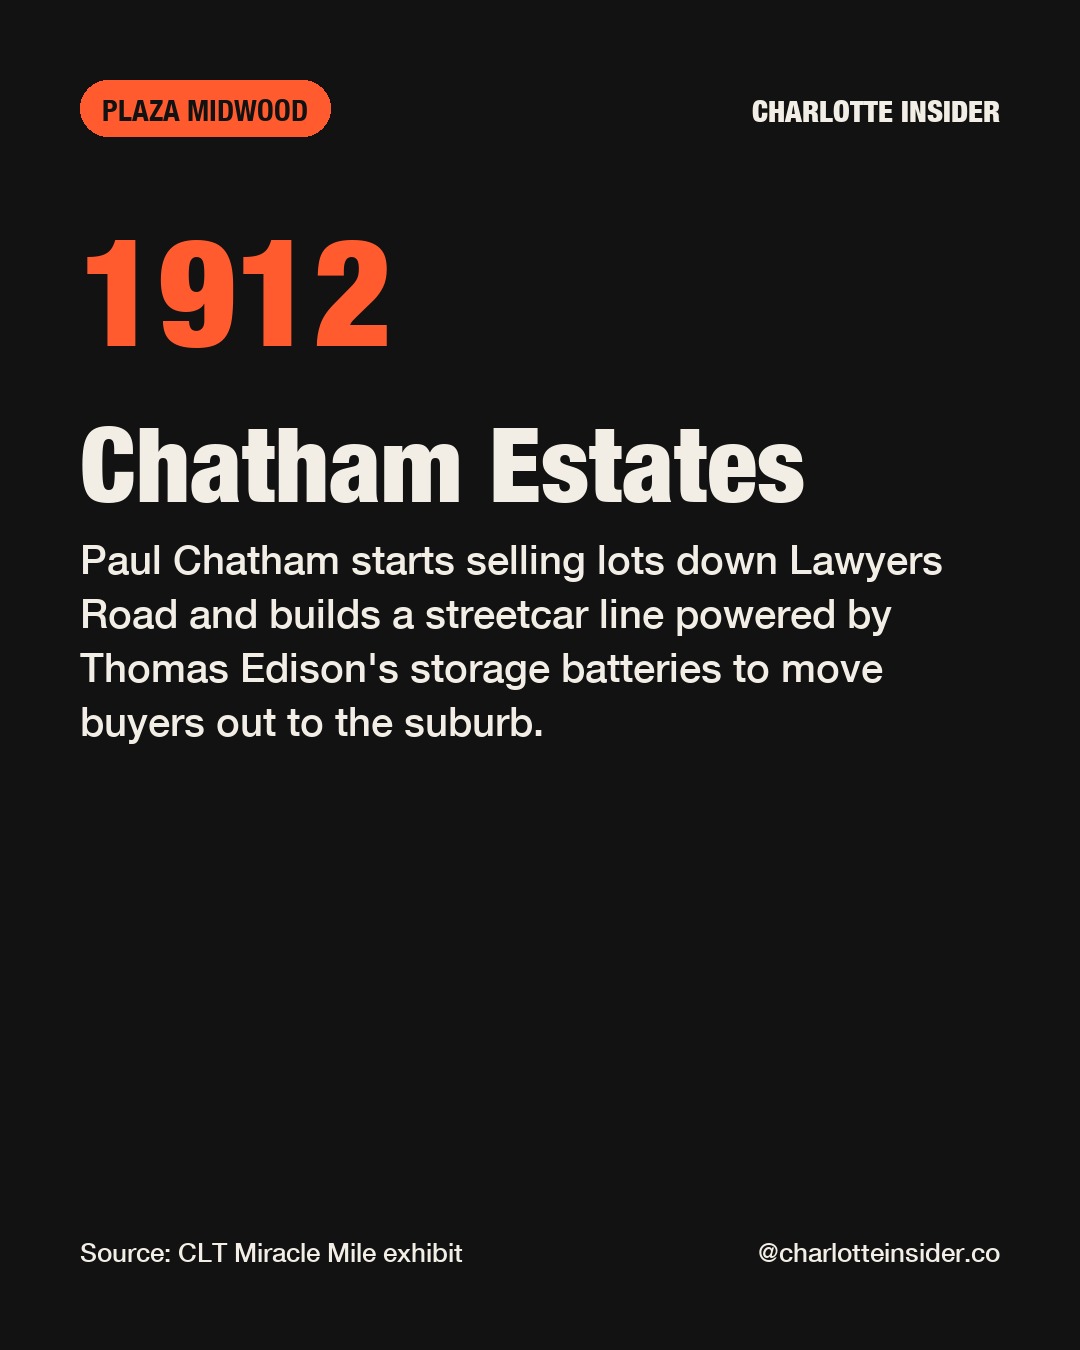 PLAZA MIDWOOD
CHARLOTTE INSIDER
1912
Chatham Estates
Paul Chatham starts selling lots down Lawyers
Road and builds a streetcar line powered by
Thomas Edison's storage batteries to move
buyers out to the suburb.
Source: CLT Miracle Mile exhibit
@charlotteinsider.co